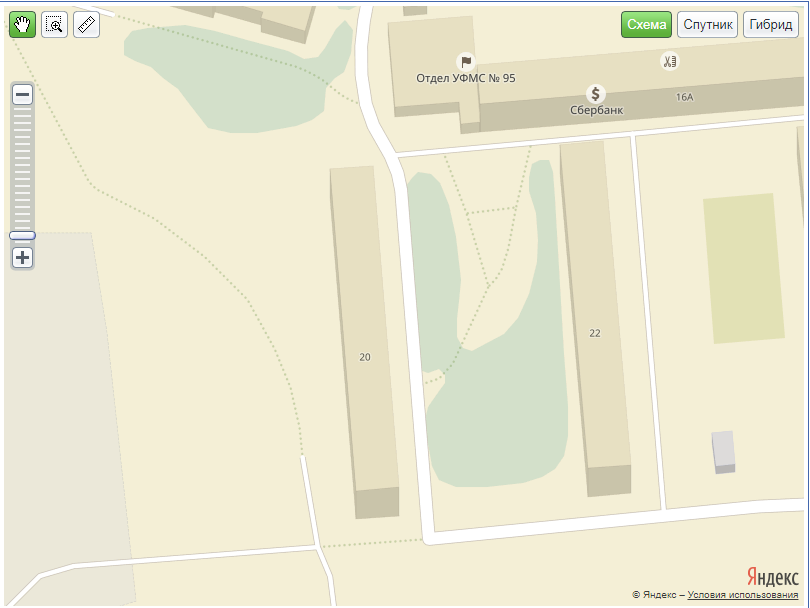 Схема Спутник Гибрид
Отдел УФМС № 95
Сбербанк
16А
20
22
Яндекс
© Яндекс – Условия использования